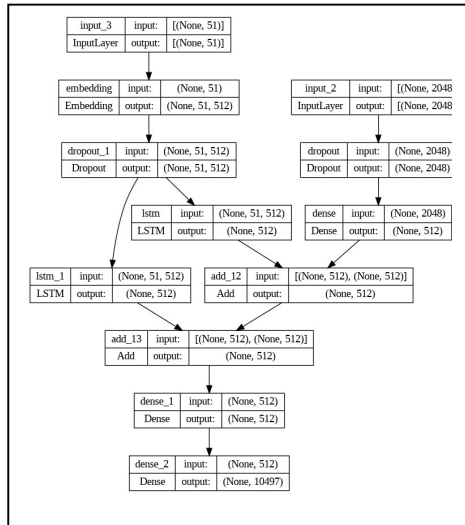 input_3 input: [(None, 51)]
InputLayer output: [(None, 51)]
embedding input: (None, 51)
Embedding output: (None, 51, 512)
input_2 input: [(None, 2048
InputLayer output: [(None, 2048
dropout_1 input: (None, 51, 512)
Dropout output: (None, 51, 512)
dropout input: (None, 2048)
Dropout output: (None, 2048)
lstm input: (None, 51, 512)
LSTM output: (None, 512)
dense input: (None, 2048)
Dense output: (None, 512)
lstm_1 input: (None, 51, 512)
LSTM output: (None, 512)
add_12 input: [(None, 512), (None, 512)]
Add output: (None, 512)
add_13 input: [(None, 512), (None, 512)]
Add output: (None, 512)
dense_1 input: (None, 512)
Dense output: (None, 512)
dense_2 input: (None, 512)
Dense output: (None, 10497)